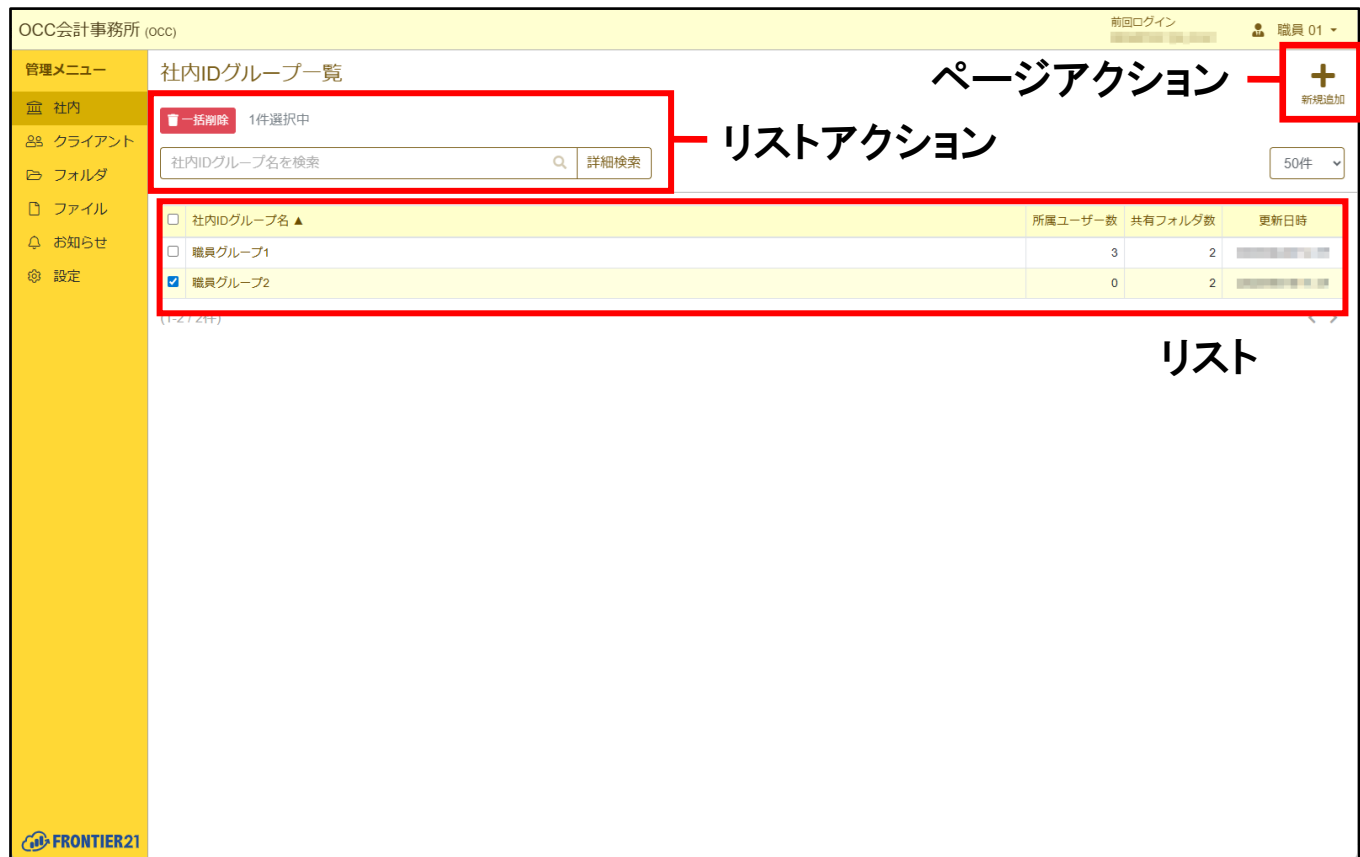 OCC会計事務所 (occ)
前回ログイン
職員 01
管理メニュー
社内IDグループ一覧
ページアクション
新規追加
社内
クライアント
フォルダ
ファイル
お知らせ
設定
一括削除 1件選択中
リストアクション
社内IDグループ名を検索 詳細検索
50件
社内IDグループ名 ▲ 所属ユーザー数 共有フォルダ数 更新日時
職員グループ1 3 2
職員グループ2 0 2
(1-2 / 2件)
リスト
FRONTIER21